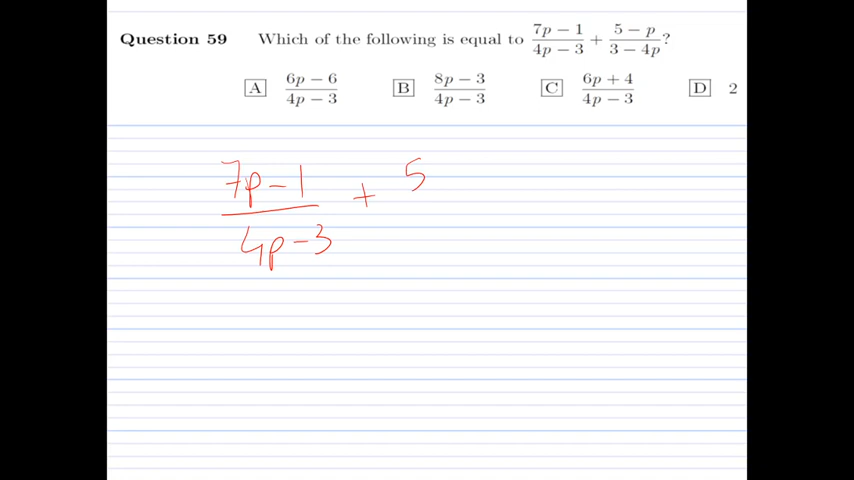 Question 59 Which of the following is equal to (7p − 1)/(4p − 3) + (5 − p)/(3 − 4p)?
A (6p − 6)/(4p − 3) B (8p − 3)/(4p − 3) C (6p + 4)/(4p − 3) D 2
(7p − 1)/(4p − 3) + 5